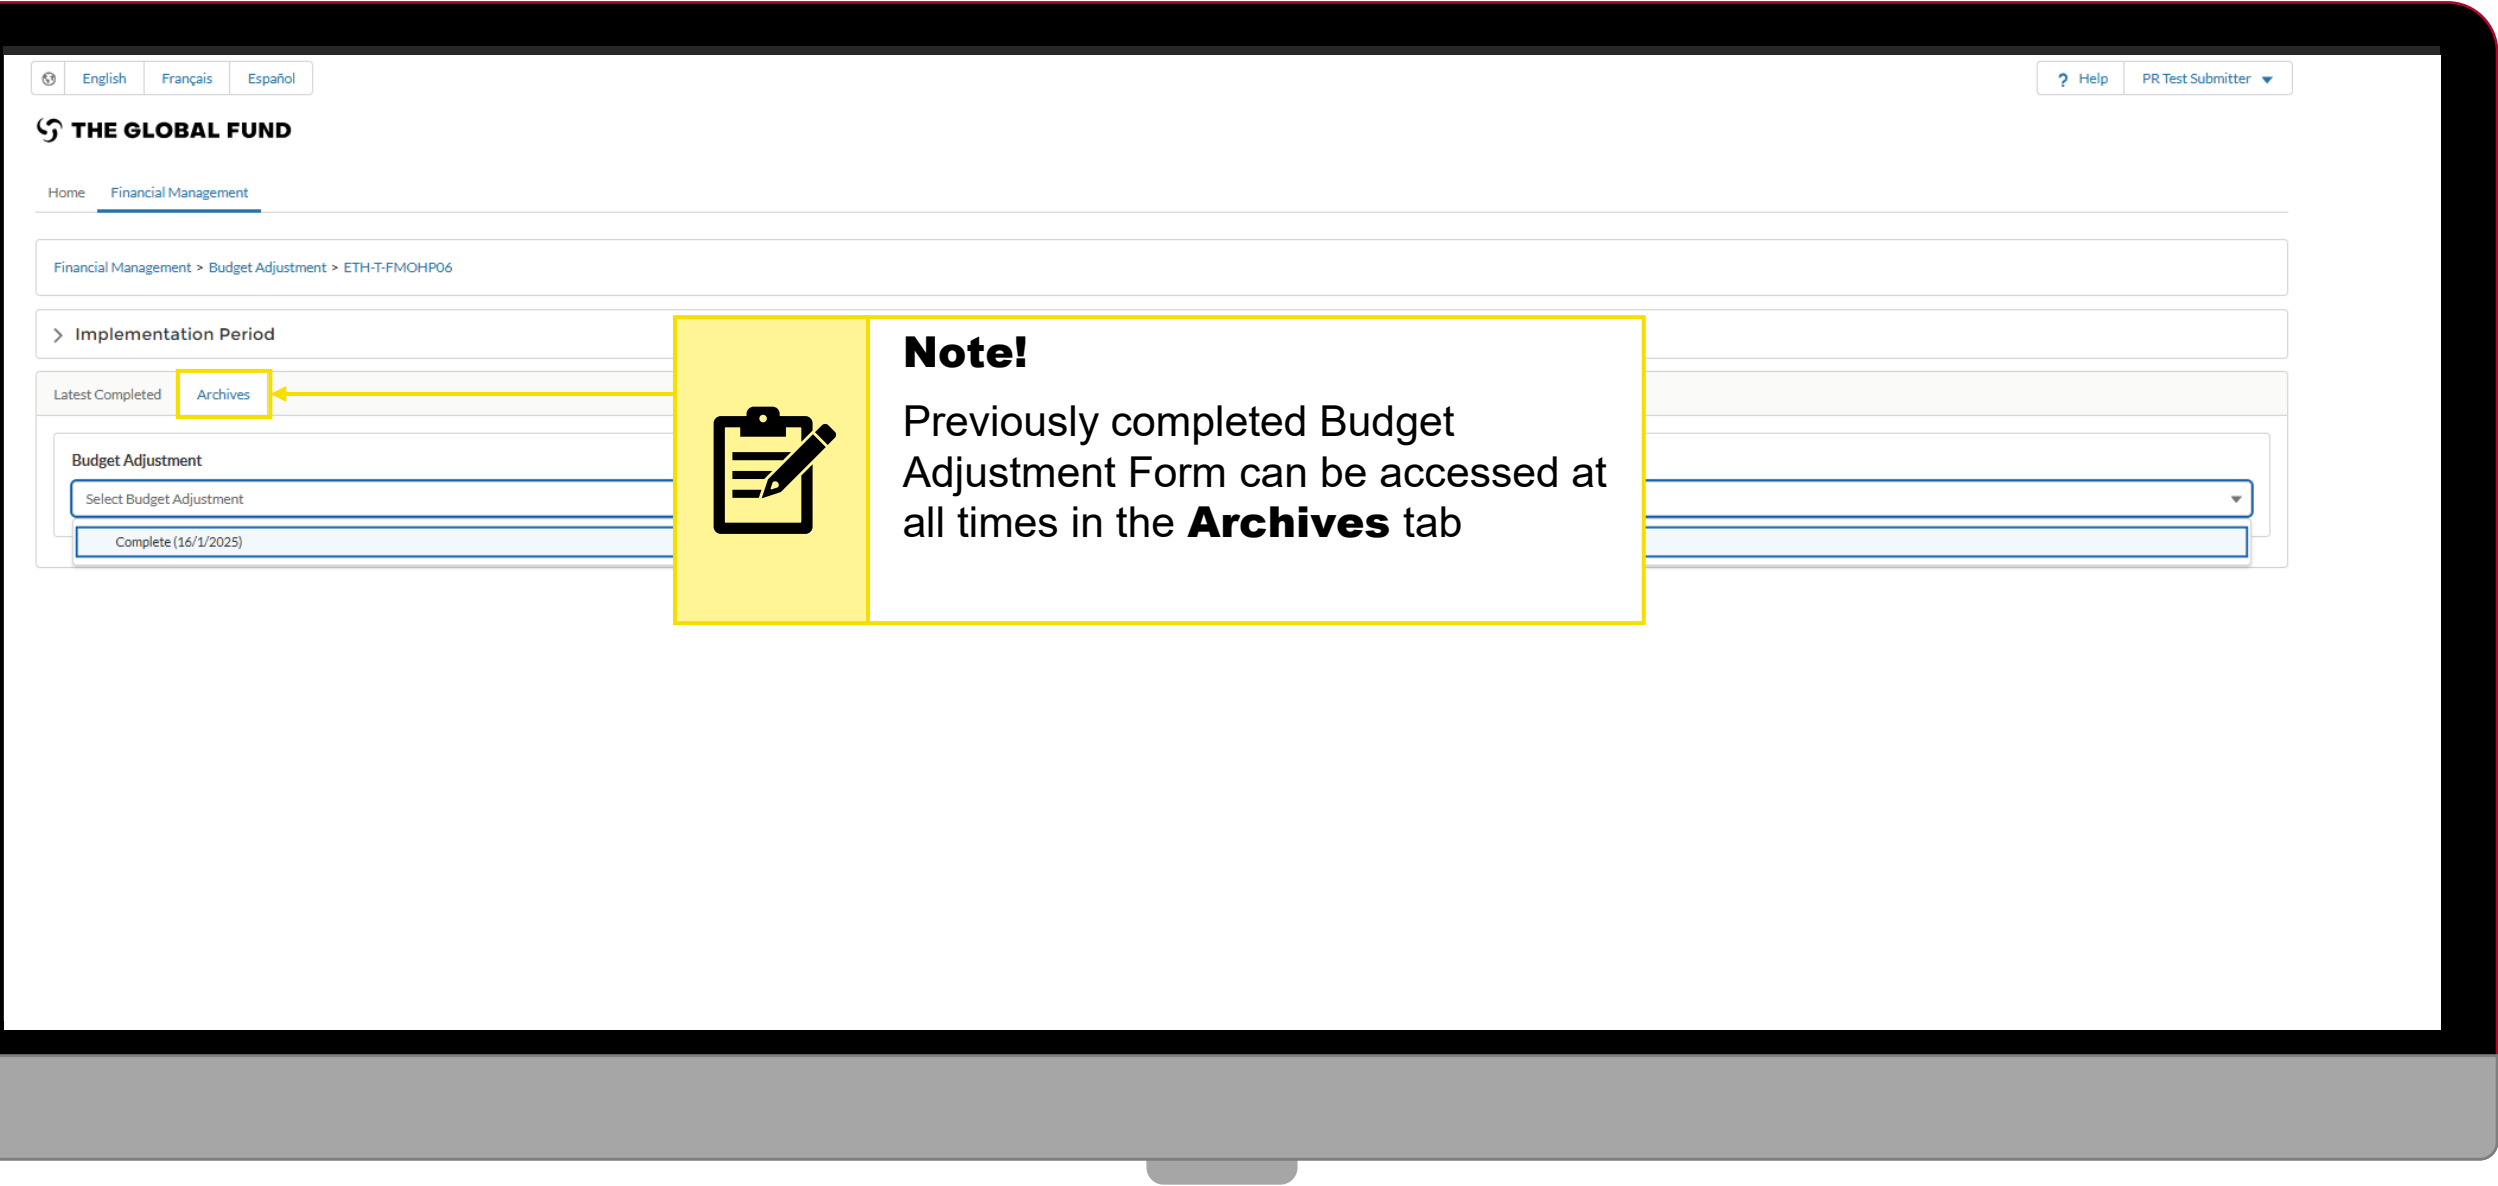 English Français Español
? Help PR Test Submitter
THE GLOBAL FUND
Home Financial Management
Financial Management > Budget Adjustment > ETH-T-FMOHP06
Implementation Period
Latest Completed Archives
Budget Adjustment
Select Budget Adjustment
Complete (16/1/2025)
Note!
Previously completed Budget
Adjustment Form can be accessed at
all times in the Archives tab